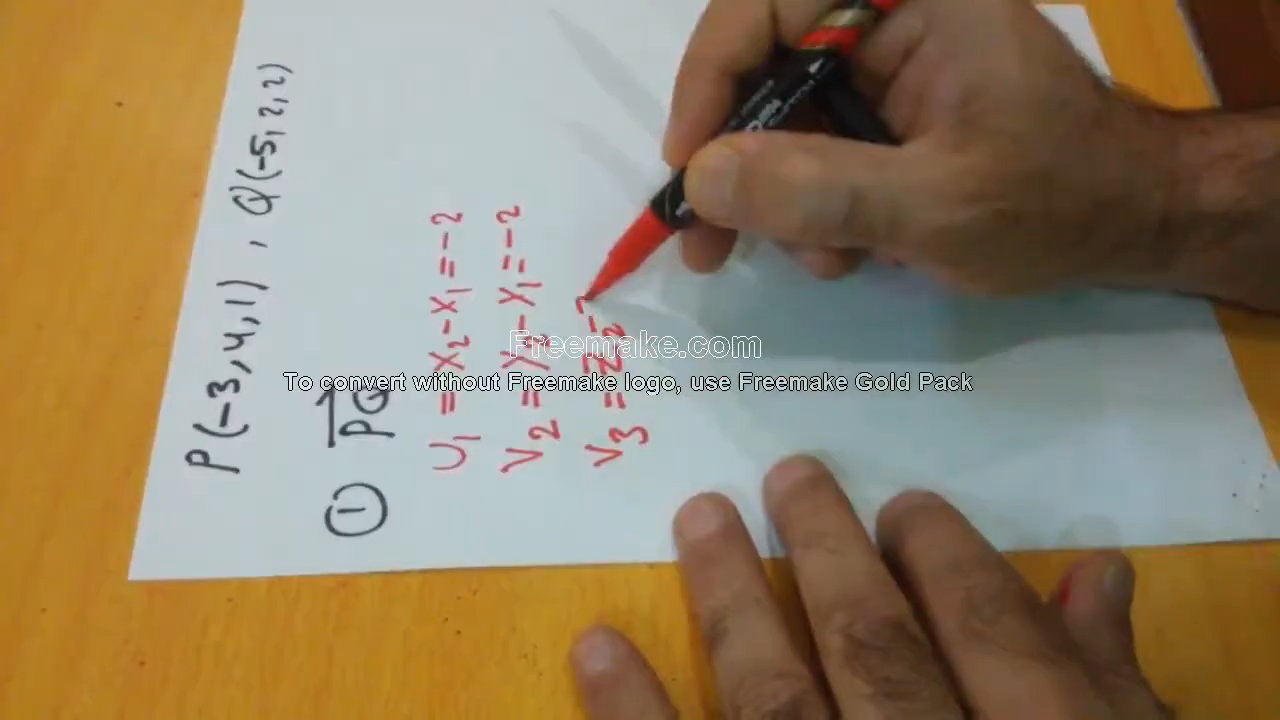 P(-3,4,1), Q(-5,2,2)
① PQ
U₁ = X₂-X₁ = -2
V₂ = Y₂-Y₁ = -2
V₃ = Z₂-
Freemake.com
To convert without Freemake logo, use Freemake Gold Pack